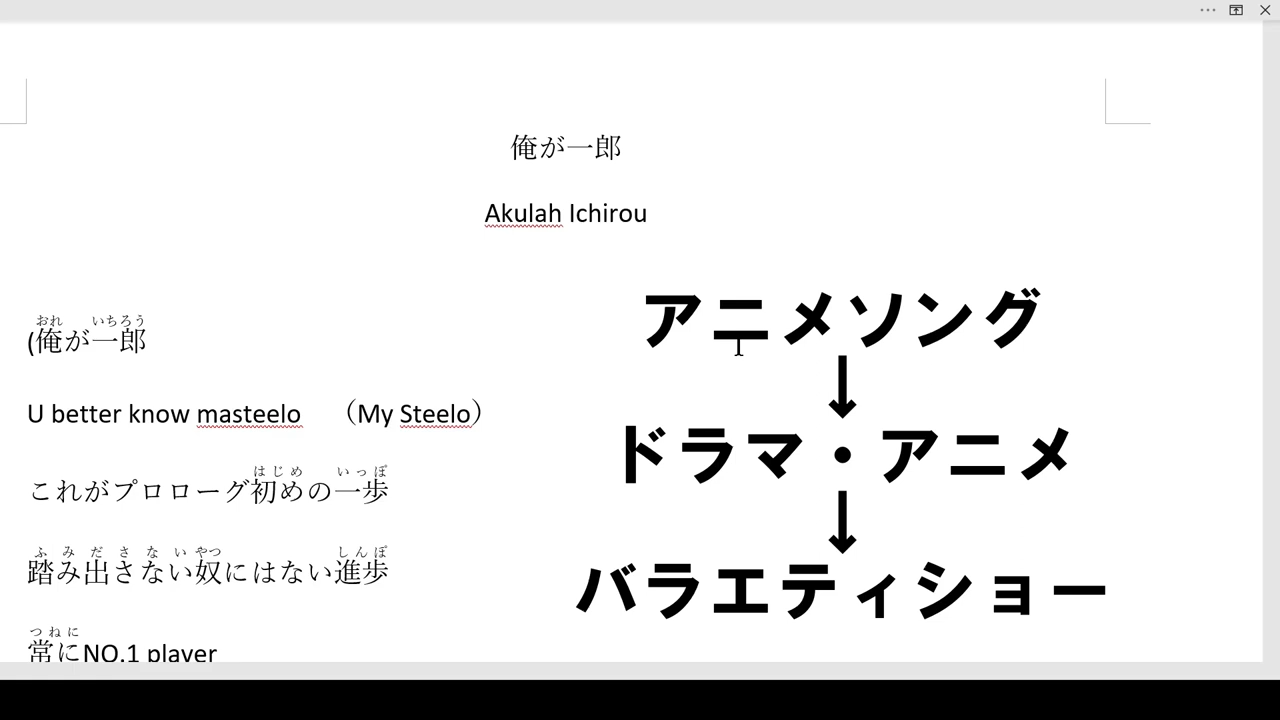 俺が一郎
Akulah Ichirou
おれ いちろう
(俺が一郎
U better know masteelo （My Steelo）
はじめ いっぽ
これがプロローグ初めの一歩
ふみださない やつ しんぽ
踏み出さない奴にはない進歩
つねに
常にNO.1 player
アニメソング
↓
ドラマ・アニメ
↓
バラエティショー